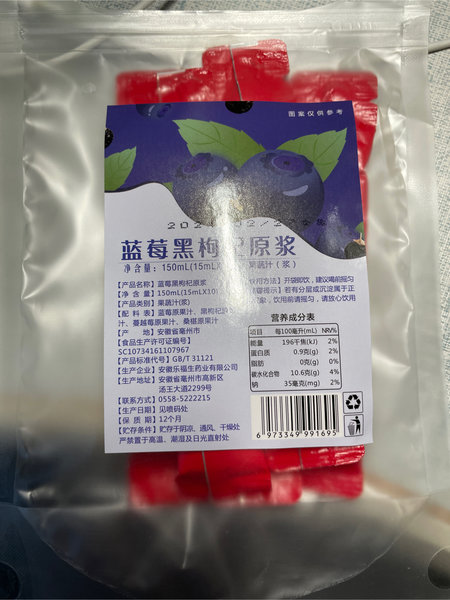 图案仅供参考
蓝莓黑枸杞原浆
净含量：150mL(15mL 果蔬汁（浆）
【产品名称】蓝莓黑枸杞原浆
【净含量】150mL(15mLX10)
【产品类别】果蔬汁(浆)
【配料】蓝莓原果汁、黑枸杞
汁、蔓越莓原果汁、桑椹原果汁
【产地】安徽省亳州市
【食品生产许可证编号】
SC10734161107967
【产品标准代号】GB/T 31121
【生产企业】安徽乐福生药业有限公司
安徽省亳州市高新区
汤王大道2299号
【联系方式】0558-5222215
【生产日期】见喷码处
【保质期】12个月
【贮存条件】贮存于阴凉、通风、干燥处
严禁置于高温、潮湿及日光直射处
饮用方法】开袋即饮，建议喝前摇匀
提示】若有分层或沉淀属于正
象，饮用前请摇匀，请放心饮用
营养成分表
项目 每100毫升(mL) NRV%
能量 196千焦(kJ) 2%
蛋白质 0.9克(g) 2%
脂肪 0克(g) 0%
碳水化合物 10.6克(g) 4%
钠 35毫克(mg) 2%
6 973349 991695